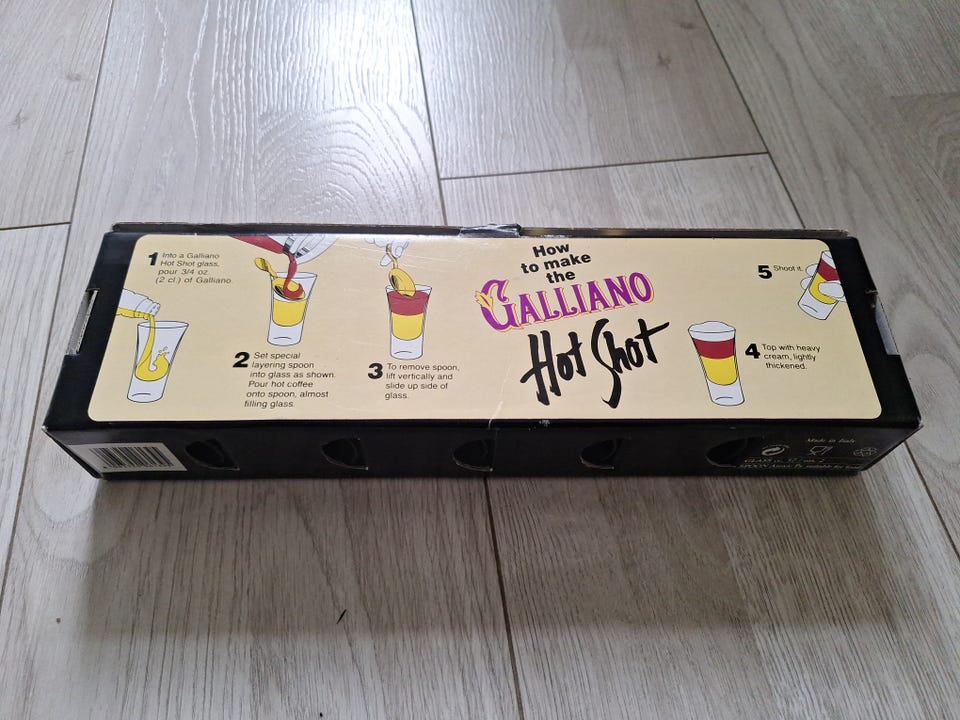 1 Into a Galliano
Hot Shot glass,
pour 3/4 oz.
(2 cl.) of Galliano.
2 Set special
layering spoon
into glass as shown.
Pour hot coffee
onto spoon, almost
filling glass.
3 To remove spoon,
lift vertically and
slide up side of
glass.
How
to make
the
GALLIANO
Hot Shot
4 Top with heavy
cream, lightly
thickened.
5 Shoot it.
Made in Italy
GLASS
SPOON